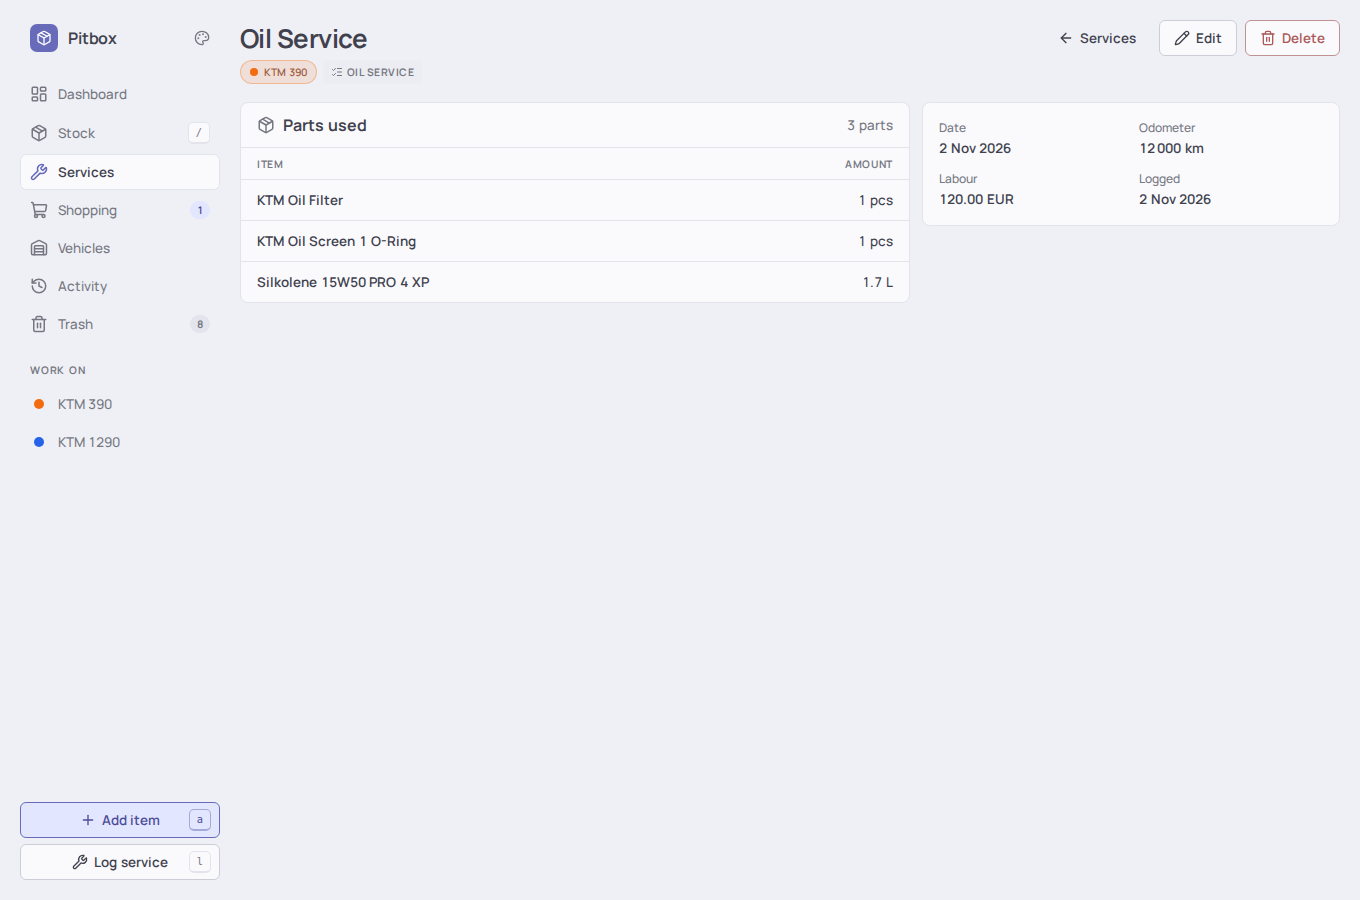 Pitbox
Dashboard
Stock /
Services
Shopping 1
Vehicles
Activity
Trash 8
WORK ON
KTM 390
KTM 1290
Add item a
Log service l
Oil Service
Services
Edit
Delete
KTM 390
OIL SERVICE
Parts used 3 parts
ITEM AMOUNT
KTM Oil Filter 1 pcs
KTM Oil Screen 1 O-Ring 1 pcs
Silkolene 15W50 PRO 4 XP 1.7 L
Date Odometer
2 Nov 2026 12 000 km
Labour Logged
120.00 EUR 2 Nov 2026